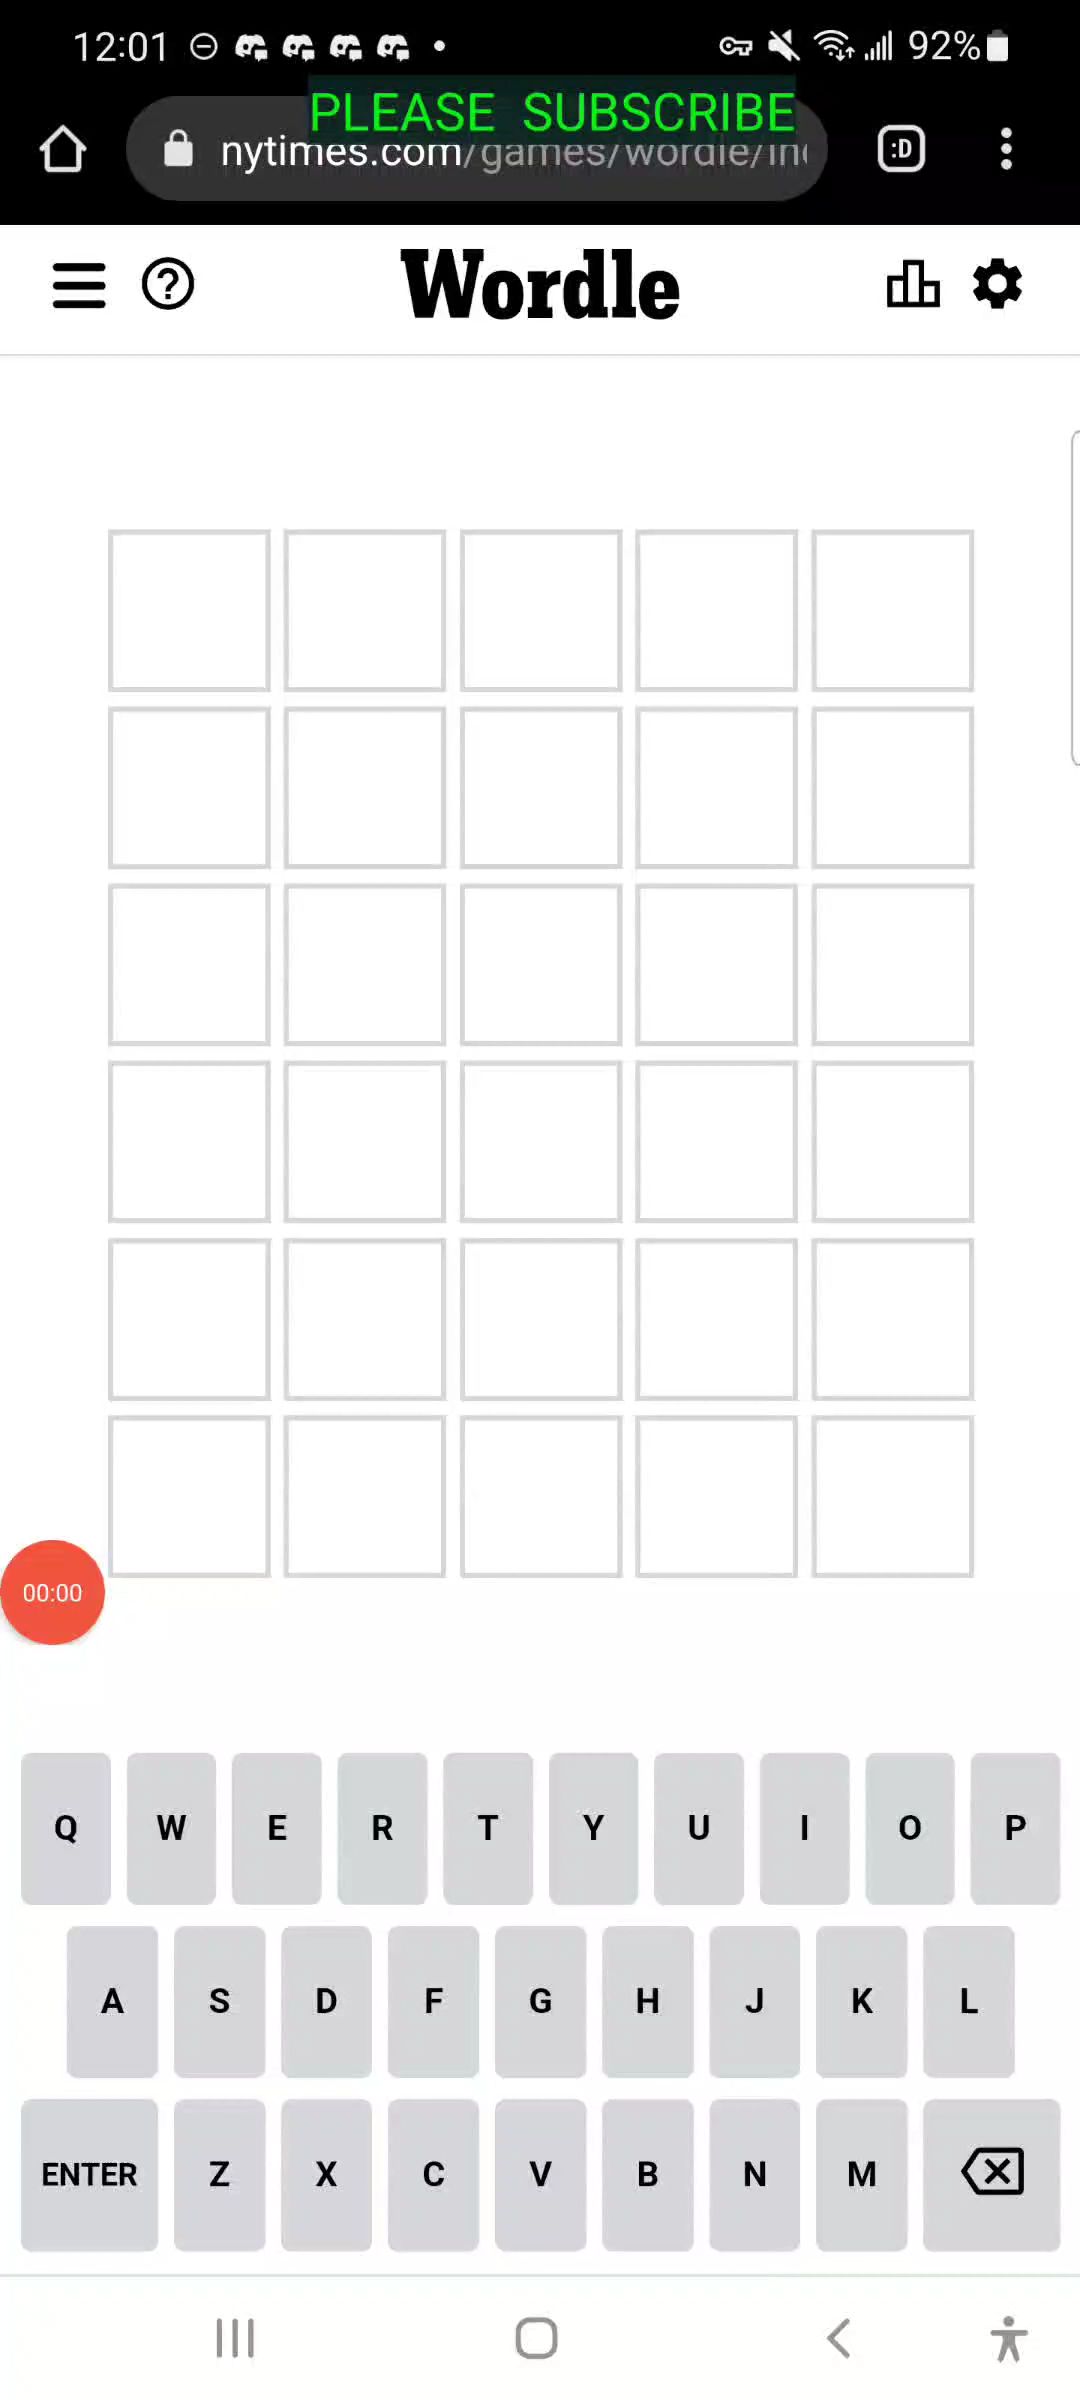 12:01 92%
PLEASE SUBSCRIBE
nytimes.com/games/wordle/in
:D
Wordle
00:00
Q W E R T Y U I O P
A S D F G H J K L
ENTER Z X C V B N M